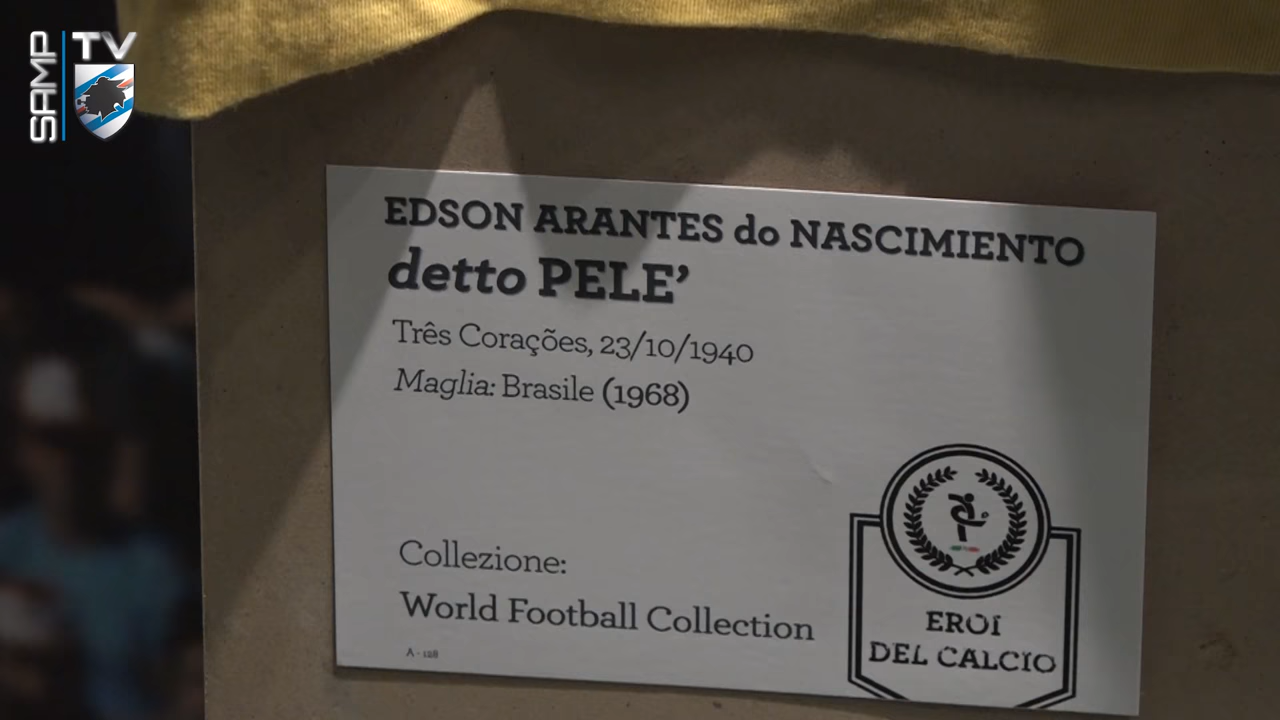 SAMP
TV
EDSON ARANTES do NASCIMIENTO
detto PELE’
Três Corações, 23/10/1940
Maglia: Brasile (1968)
Collezione:
World Football Collection
A - 128
EROI
DEL CALCIO